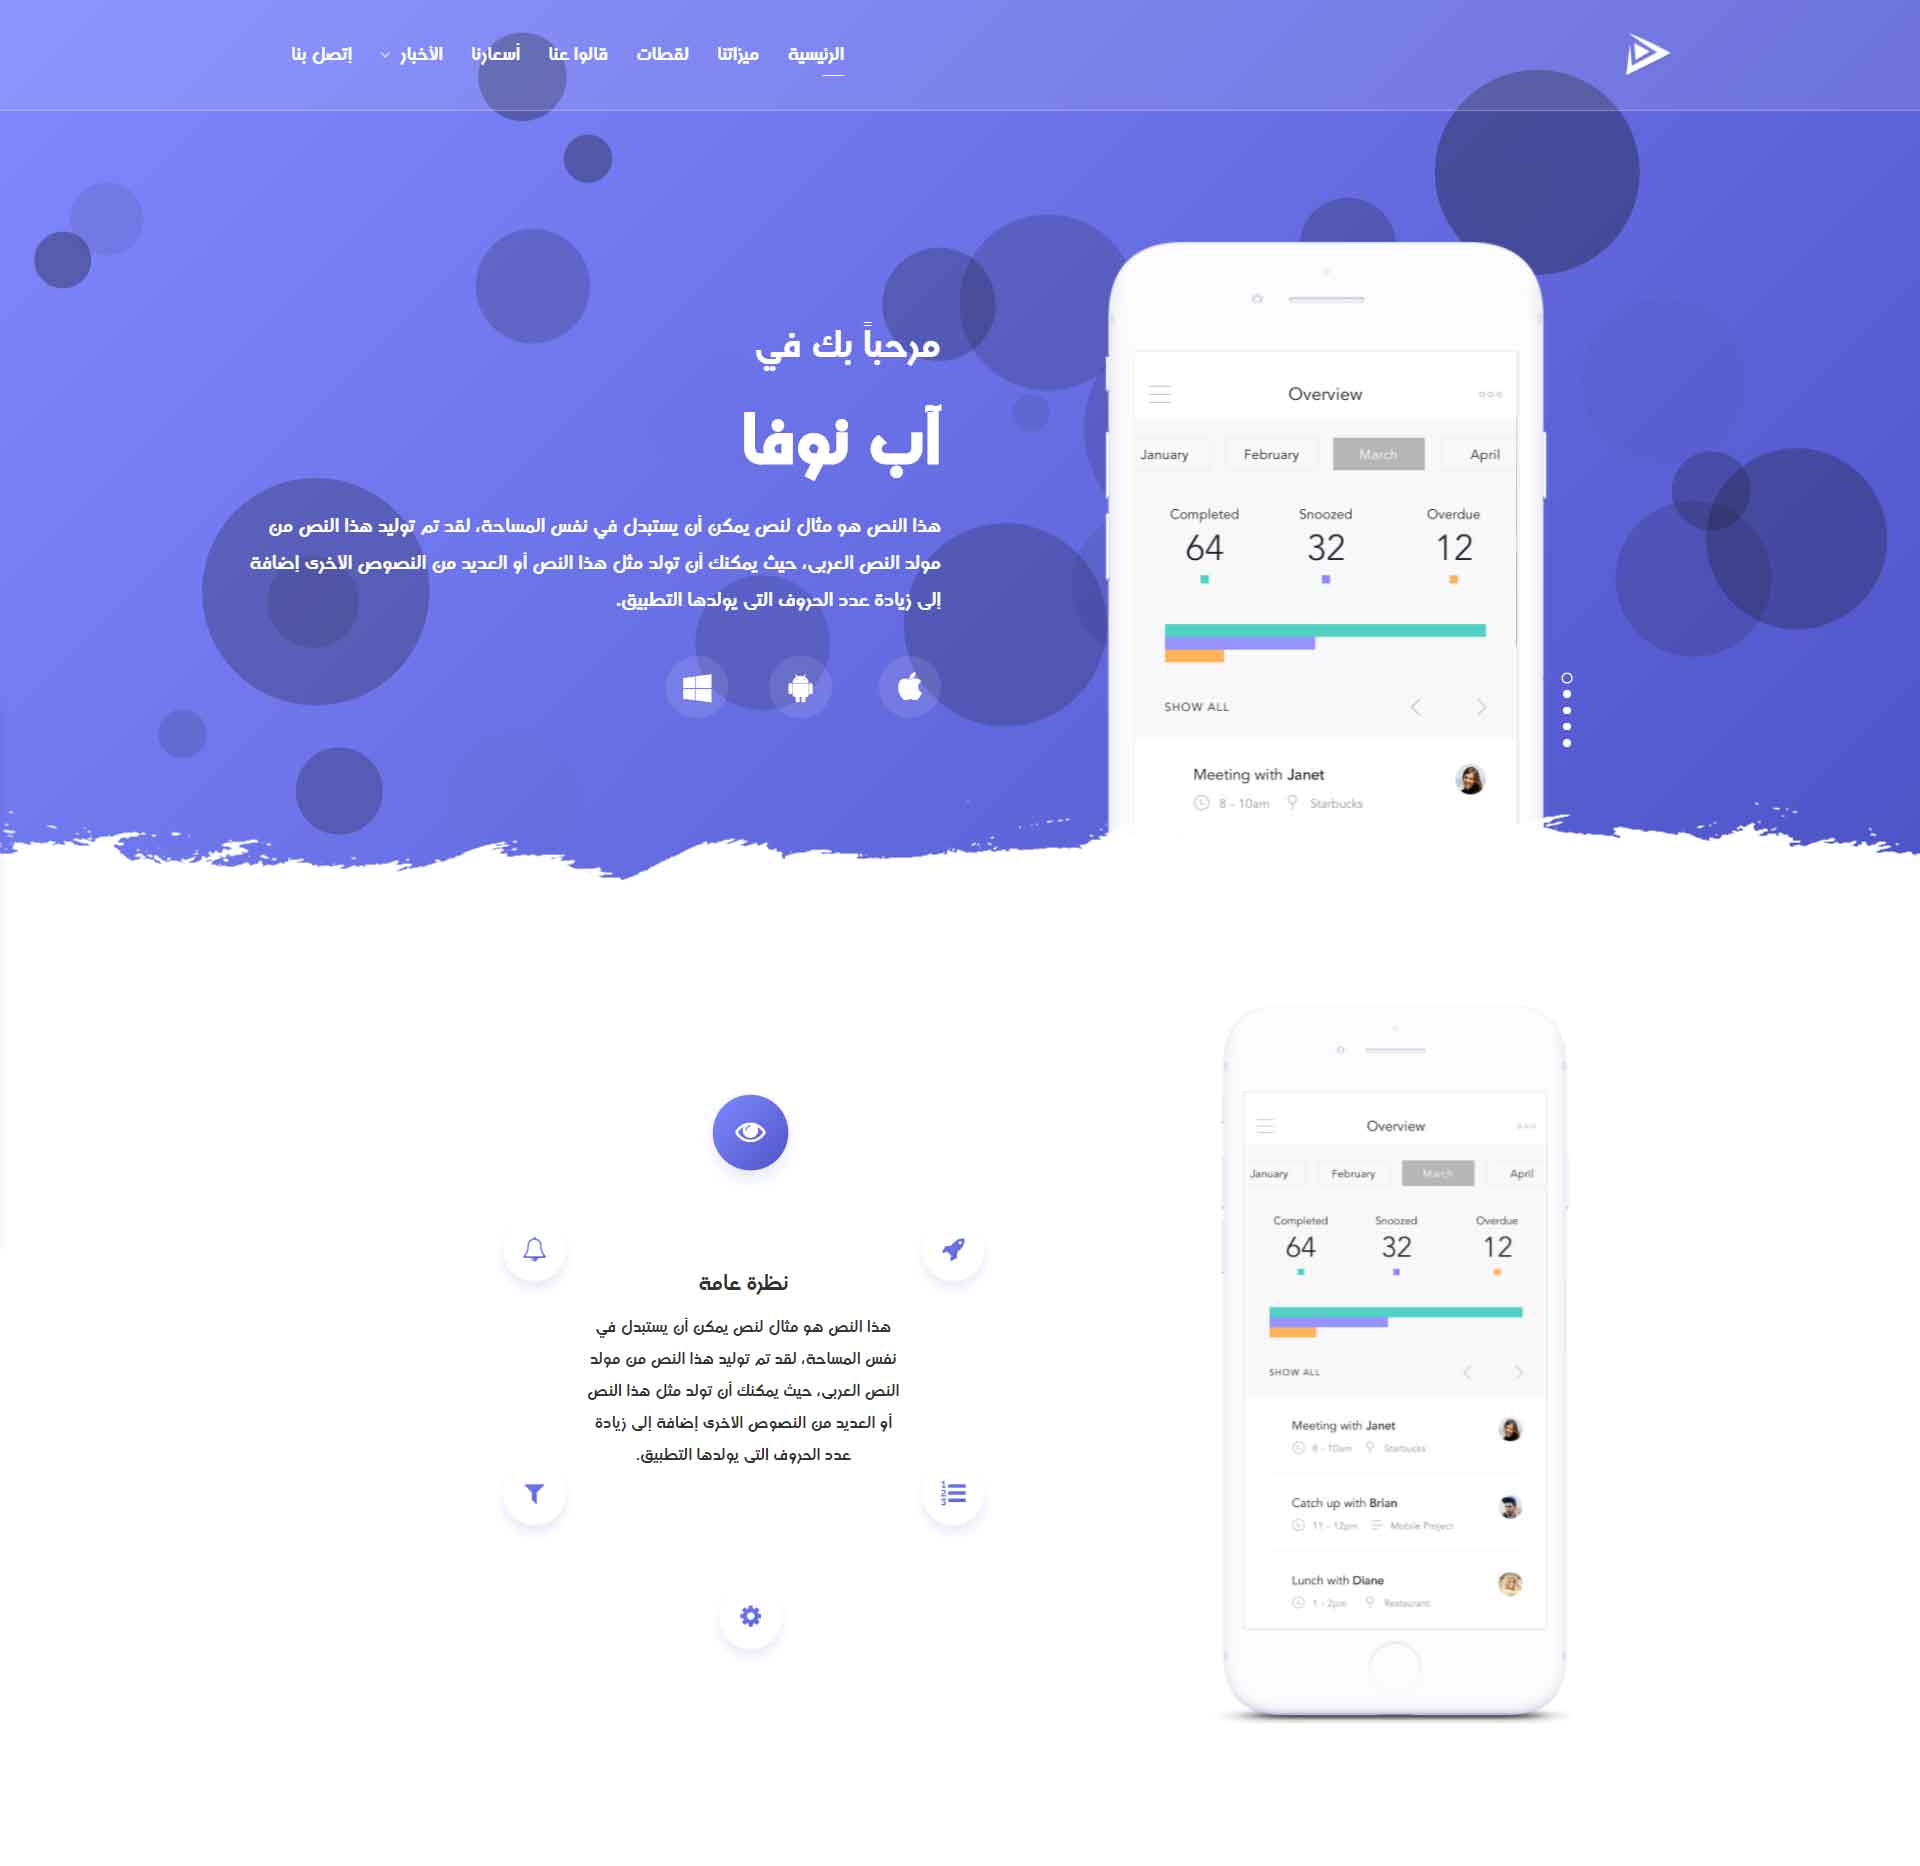 الرئيسية
ميزاتنا
لقطات
قالوا عنا
أسعارنا
الأخبار
إتصل بنا
مرحباً بك في
آب نوفا
هذا النص هو مثال لنص يمكن أن يستبدل في نفس المساحة، لقد تم توليد هذا النص من
مولد النص العربى، حيث يمكنك أن تولد مثل هذا النص أو العديد من النصوص الأخرى إضافة
إلى زيادة عدد الحروف التى يولدها التطبيق.
Overview
January February March April
Completed Snoozed Overdue
64 32 12
SHOW ALL
Meeting with Janet
8 - 10am Starbucks
نظرة عامة
هذا النص هو مثال لنص يمكن أن يستبدل في
نفس المساحة، لقد تم توليد هذا النص من مولد
النص العربى، حيث يمكنك أن تولد مثل هذا النص
أو العديد من النصوص الأخرى إضافة إلى زيادة
عدد الحروف التى يولدها التطبيق.
Overview
January February March April
Completed Snoozed Overdue
64 32 12
SHOW ALL
Meeting with Janet
8 - 10am Starbucks
Catch up with Brian
11 - 12pm Mobile Project
Lunch with Diane
1 - 2pm Restaurant